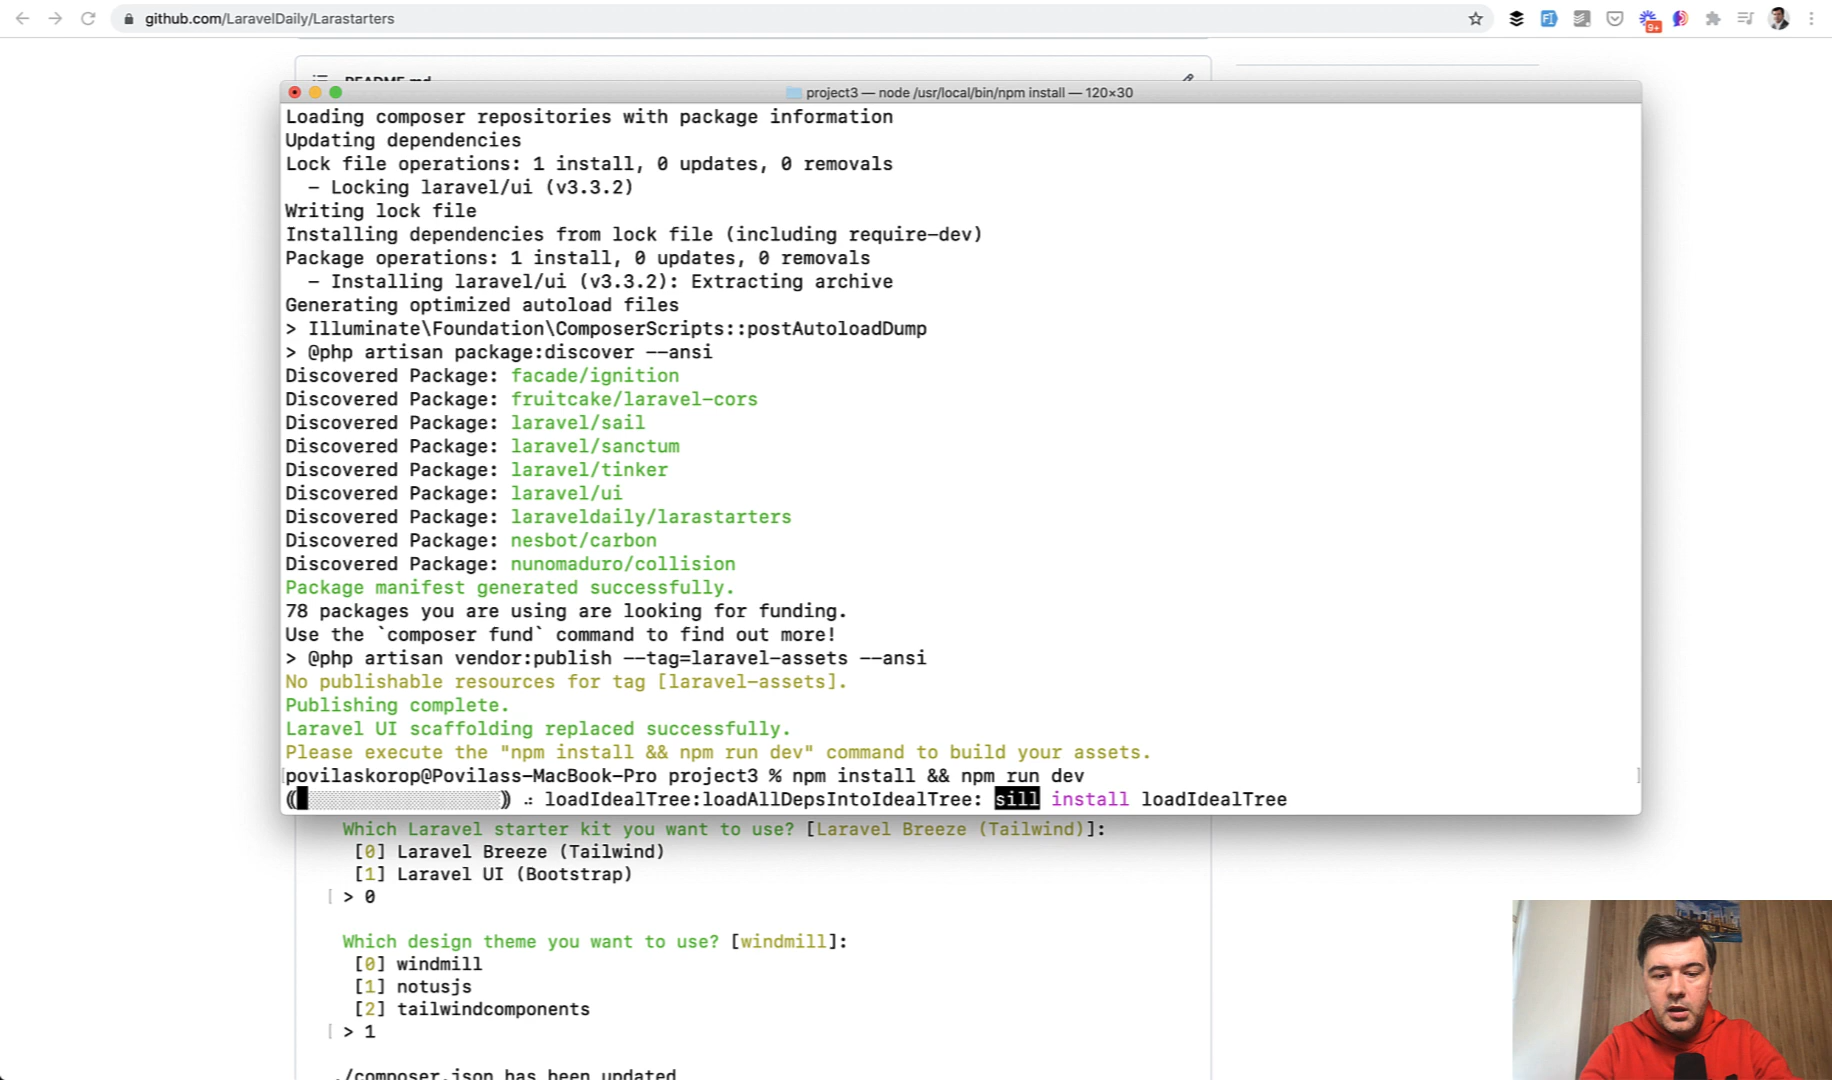 github.com/LaravelDaily/Larastarters
9+
README.md
project3 — node /usr/local/bin/npm install — 120×30
Loading composer repositories with package information
Updating dependencies
Lock file operations: 1 install, 0 updates, 0 removals
– Locking laravel/ui (v3.3.2)
Writing lock file
Installing dependencies from lock file (including require-dev)
Package operations: 1 install, 0 updates, 0 removals
– Installing laravel/ui (v3.3.2): Extracting archive
Generating optimized autoload files
> Illuminate\Foundation\ComposerScripts::postAutoloadDump
> @php artisan package:discover --ansi
Discovered Package: facade/ignition
Discovered Package: fruitcake/laravel-cors
Discovered Package: laravel/sail
Discovered Package: laravel/sanctum
Discovered Package: laravel/tinker
Discovered Package: laravel/ui
Discovered Package: laraveldaily/larastarters
Discovered Package: nesbot/carbon
Discovered Package: nunomaduro/collision
Package manifest generated successfully.
78 packages you are using are looking for funding.
Use the `composer fund` command to find out more!
> @php artisan vendor:publish --tag=laravel-assets --ansi
No publishable resources for tag [laravel-assets].
Publishing complete.
Laravel UI scaffolding replaced successfully.
Please execute the "npm install && npm run dev" command to build your assets.
povilaskorop@Povilass-MacBook-Pro project3 % npm install && npm run dev
loadIdealTree:loadAllDepsIntoIdealTree: sill install loadIdealTree
Which Laravel starter kit you want to use? [Laravel Breeze (Tailwind)]:
[0] Laravel Breeze (Tailwind)
[1] Laravel UI (Bootstrap)
> 0
Which design theme you want to use? [windmill]:
[0] windmill
[1] notusjs
[2] tailwindcomponents
> 1
./composer.json has been updated